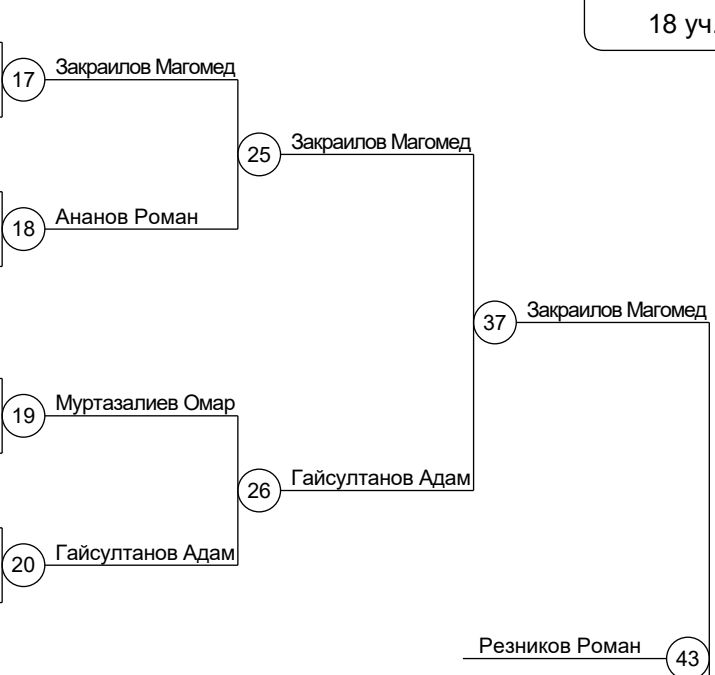 18 уч.
17 Закраилов Магомед
25 Закраилов Магомед
18 Ананов Роман
37 Закраилов Магомед
19 Муртазалиев Омар
26 Гайсултанов Адам
20 Гайсултанов Адам
Резников Роман 43